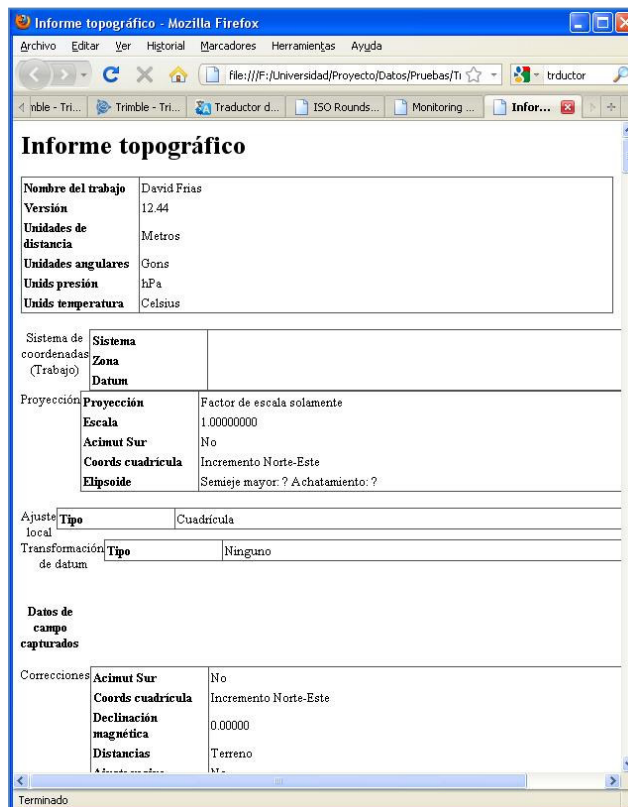 Informe topográfico - Mozilla Firefox
Archivo Editar Ver Historial Marcadores Herramientas Ayuda
file:///F:/Universidad/Proyecto/Datos/Pruebas/Tr trductor
mble - Tri... Trimble - Tri... Traductor d... ISO Rounds... Monitoring ... Infor...
Informe topográfico
Nombre del trabajo David Frias
Versión 12.44
Unidades de
distancia Metros
Unidades angulares Gons
Unids presión hPa
Unids temperatura Celsius
Sistema de
coordenadas
(Trabajo)
Sistema
Zona
Datum
Proyección Proyección Factor de escala solamente
Escala 1.00000000
Acimut Sur No
Coords cuadrícula Incremento Norte-Este
Elipsoide Semieje mayor: ? Achatamiento: ?
Ajuste
local
Tipo Cuadrícula
Transformación
de datum
Tipo Ninguno
Datos de
campo
capturados
Correcciones Acimut Sur No
Coords cuadrícula Incremento Norte-Este
Declinación
magnética 0.00000
Distancias Terreno
Terminado